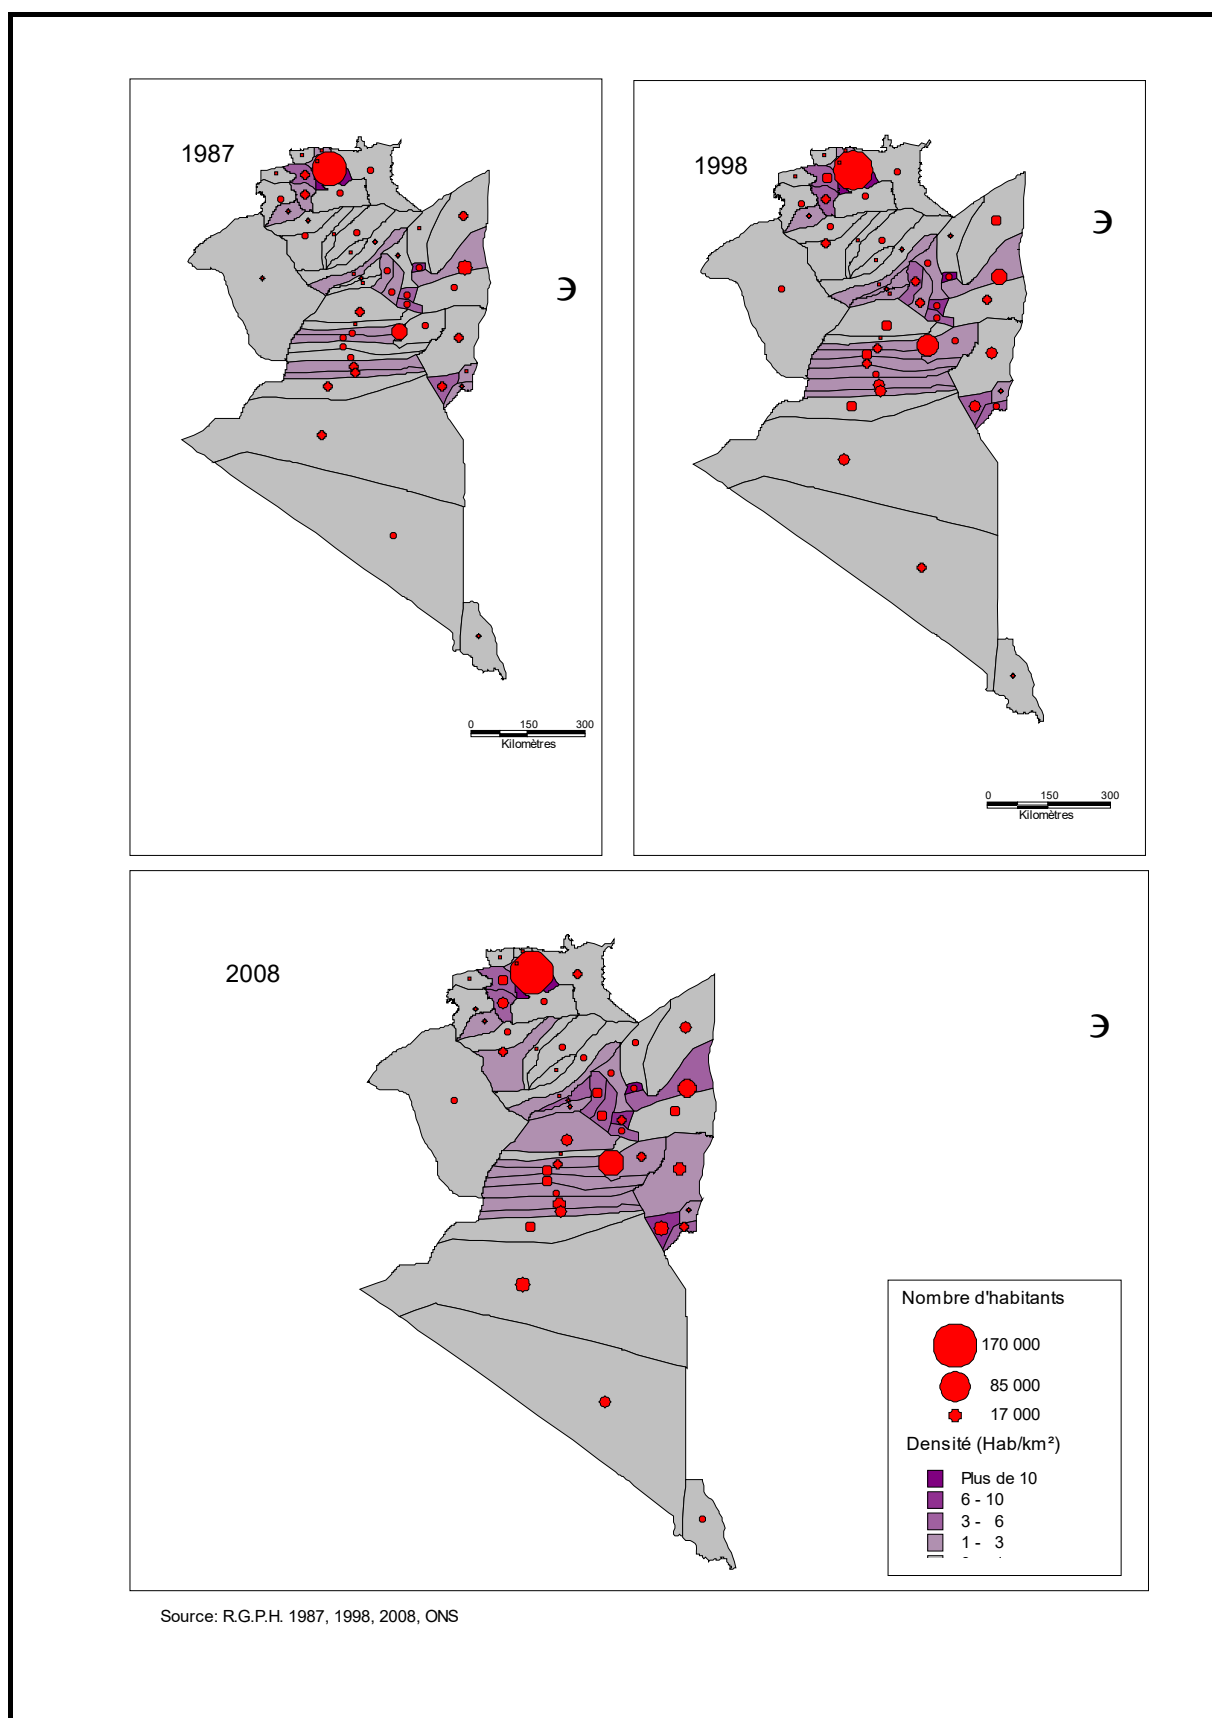 1987
0 150 300
Kilomètres
1998
0 150 300
Kilomètres
2008
Nombre d'habitants
170 000
85 000
17 000
Densité (Hab/km²)
Plus de 10
6 - 10
3 - 6
1 - 3
Source: R.G.P.H. 1987, 1998, 2008, ONS